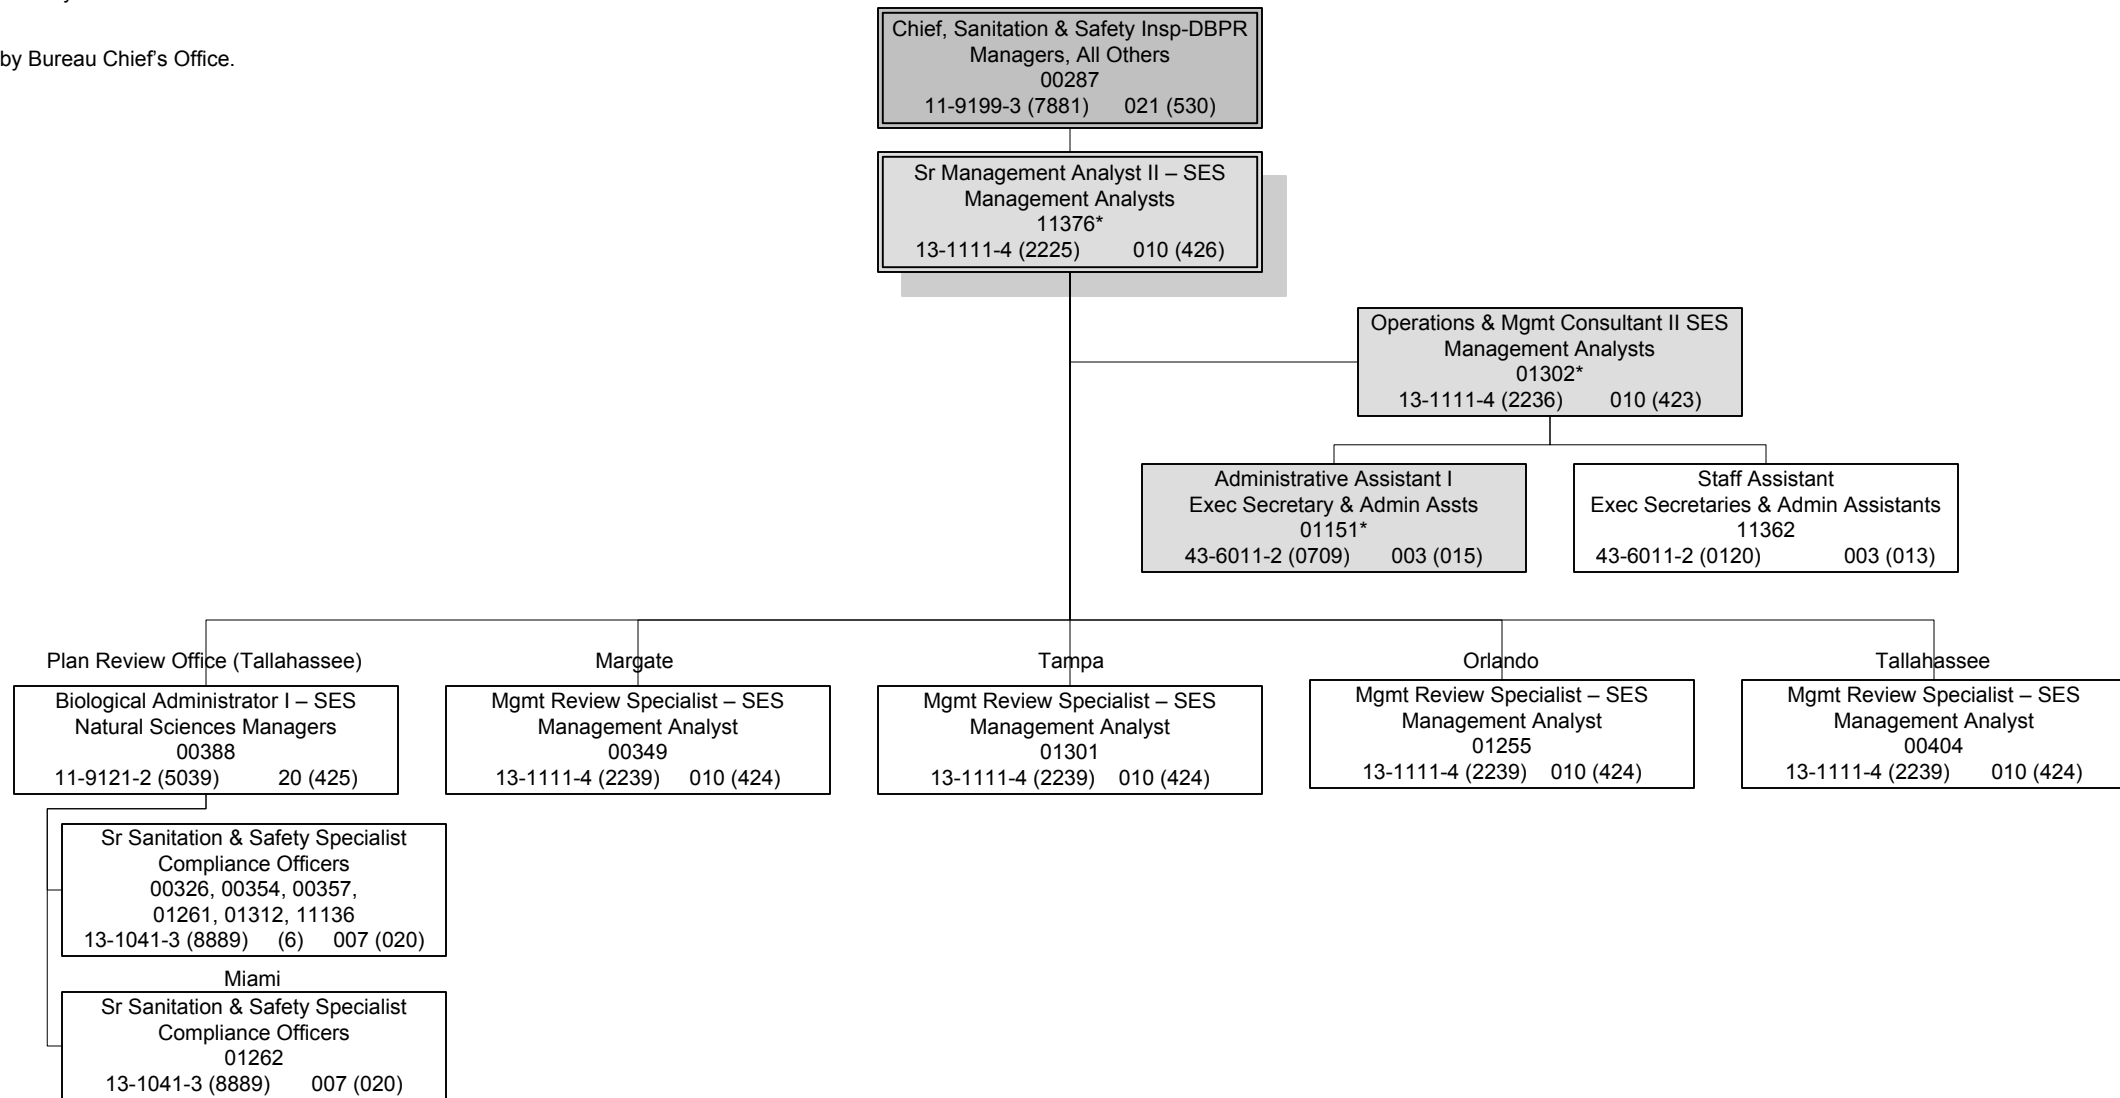 by Bureau Chief's Office.
Chief, Sanitation & Safety Insp-DBPR
Managers, All Others
00287
11-9199-3 (7881) 021 (530)
Sr Management Analyst II – SES
Management Analysts
11376*
13-1111-4 (2225) 010 (426)
Operations & Mgmt Consultant II SES
Management Analysts
01302*
13-1111-4 (2236) 010 (423)
Administrative Assistant I
Exec Secretary & Admin Assts
01151*
43-6011-2 (0709) 003 (015)
Staff Assistant
Exec Secretaries & Admin Assistants
11362
43-6011-2 (0120) 003 (013)
Plan Review Office (Tallahassee)
Biological Administrator I – SES
Natural Sciences Managers
00388
11-9121-2 (5039) 20 (425)
Sr Sanitation & Safety Specialist
Compliance Officers
00326, 00354, 00357,
01261, 01312, 11136
13-1041-3 (8889) (6) 007 (020)
Miami
Sr Sanitation & Safety Specialist
Compliance Officers
01262
13-1041-3 (8889) 007 (020)
Margate
Mgmt Review Specialist – SES
Management Analyst
00349
13-1111-4 (2239) 010 (424)
Tampa
Mgmt Review Specialist – SES
Management Analyst
01301
13-1111-4 (2239) 010 (424)
Orlando
Mgmt Review Specialist – SES
Management Analyst
01255
13-1111-4 (2239) 010 (424)
Tallahassee
Mgmt Review Specialist – SES
Management Analyst
00404
13-1111-4 (2239) 010 (424)